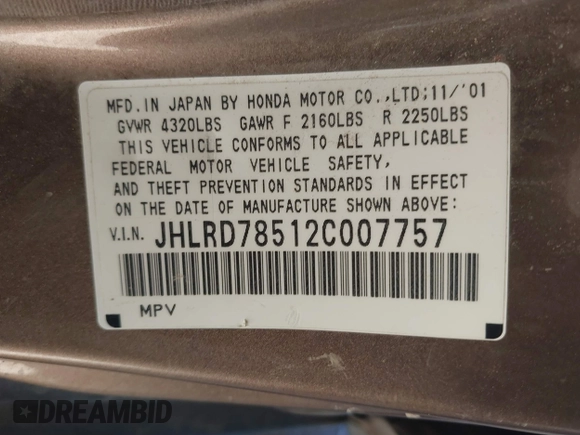 MFD.IN JAPAN BY HONDA MOTOR CO.,LTD;11/'01
GVWR 4320LBS GAWR F 2160LBS R 2250LBS
THIS VEHICLE CONFORMS TO ALL APPLICABLE
FEDERAL MOTOR VEHICLE SAFETY,
AND THEFT PREVENTION STANDARDS IN EFFECT
ON THE DATE OF MANUFACTURE SHOWN ABOVE:
V.I.N. JHLRD78512C007757
MPV
DREAMBID